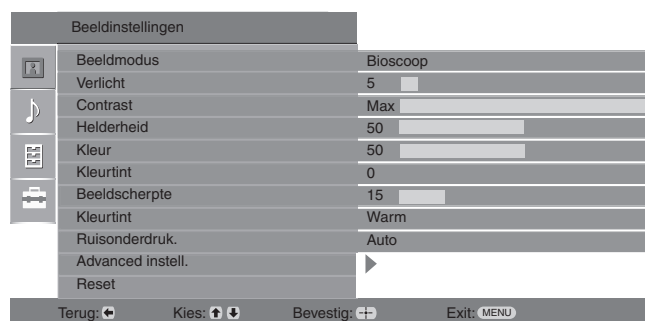 Beeldinstellingen
Beeldmodus Bioscoop
Verlicht 5
Contrast Max
Helderheid 50
Kleur 50
Kleurtint 0
Beeldscherpte 15
Kleurtint Warm
Ruisonderdruk. Auto
Advanced instell.
Reset
Terug: Kies: Bevestig: Exit: MENU